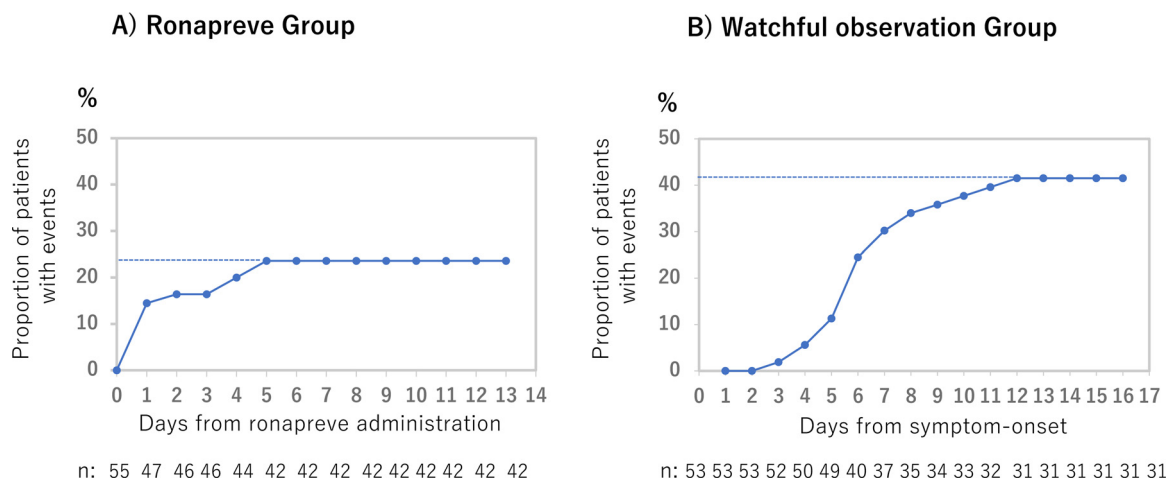 A) Ronapreve Group
%
Proportion of patients
with events
50
40
30
20
10
0
0 1 2 3 4 5 6 7 8 9 10 11 12 13 14
Days from ronapreve administration
n: 55 47 46 46 44 42 42 42 42 42 42 42 42 42
B) Watchful observation Group
%
Proportion of patients
with events
50
40
30
20
10
0
0 1 2 3 4 5 6 7 8 9 10 11 12 13 14 15 16 17
Days from symptom-onset
n: 53 53 53 52 50 49 40 37 35 34 33 32 31 31 31 31 31 31